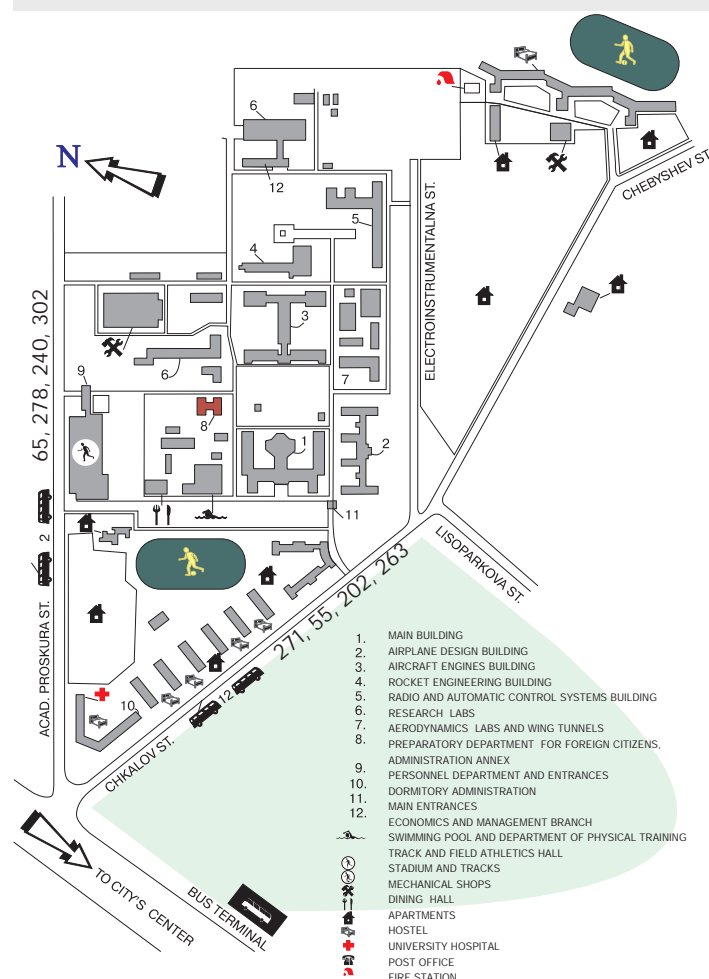 6
N
12
CHEBYSHEV ST.
5
4
ELECTROINSTRUMENTALNA ST.
65, 278, 240, 302
3
9
6
7
8
1
2
11
2
ACAD. PROSKURA ST.
LISOPARKOVA ST.
271, 55, 202, 263
12
10
CHKALOV ST.
TO CITY'S CENTER
BUS TERMINAL
1. MAIN BUILDING
2. AIRPLANE DESIGN BUILDING
3. AIRCRAFT ENGINES BUILDING
4. ROCKET ENGINEERING BUILDING
5. RADIO AND AUTOMATIC CONTROL SYSTEMS BUILDING
6. RESEARCH LABS
7. AERODYNAMICS LABS AND WING TUNNELS
8. PREPARATORY DEPARTMENT FOR FOREIGN CITIZENS,
ADMINISTRATION ANNEX
9. PERSONNEL DEPARTMENT AND ENTRANCES
10. DORMITORY ADMINISTRATION
11. MAIN ENTRANCES
12. ECONOMICS AND MANAGEMENT BRANCH
SWIMMING POOL AND DEPARTMENT OF PHYSICAL TRAINING
TRACK AND FIELD ATHLETICS HALL
STADIUM AND TRACKS
MECHANICAL SHOPS
DINING HALL
APARTMENTS
HOSTEL
UNIVERSITY HOSPITAL
POST OFFICE
FIRE STATION